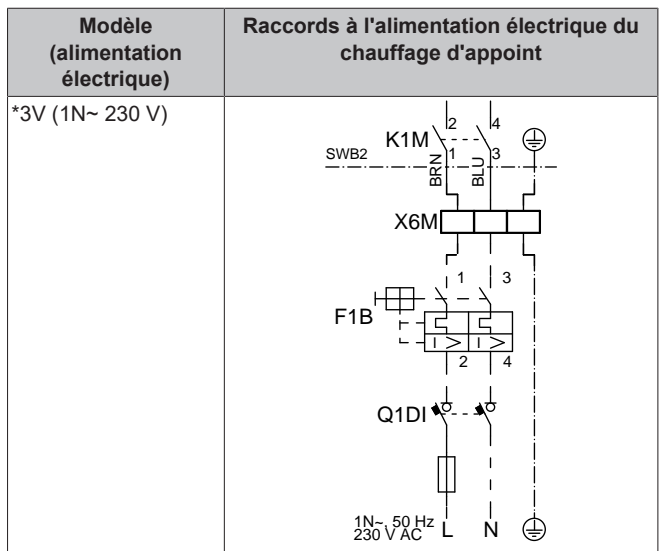 Modèle
(alimentation
électrique)
Raccords à l'alimentation électrique du
chauffage d'appoint
*3V (1N~ 230 V)
2 4
K1M
SWB2
1 3
BRN BLU
X6M
1 3
F1B
I > I >
2 4
Q1DI
1N~, 50 Hz
230 V AC
L N